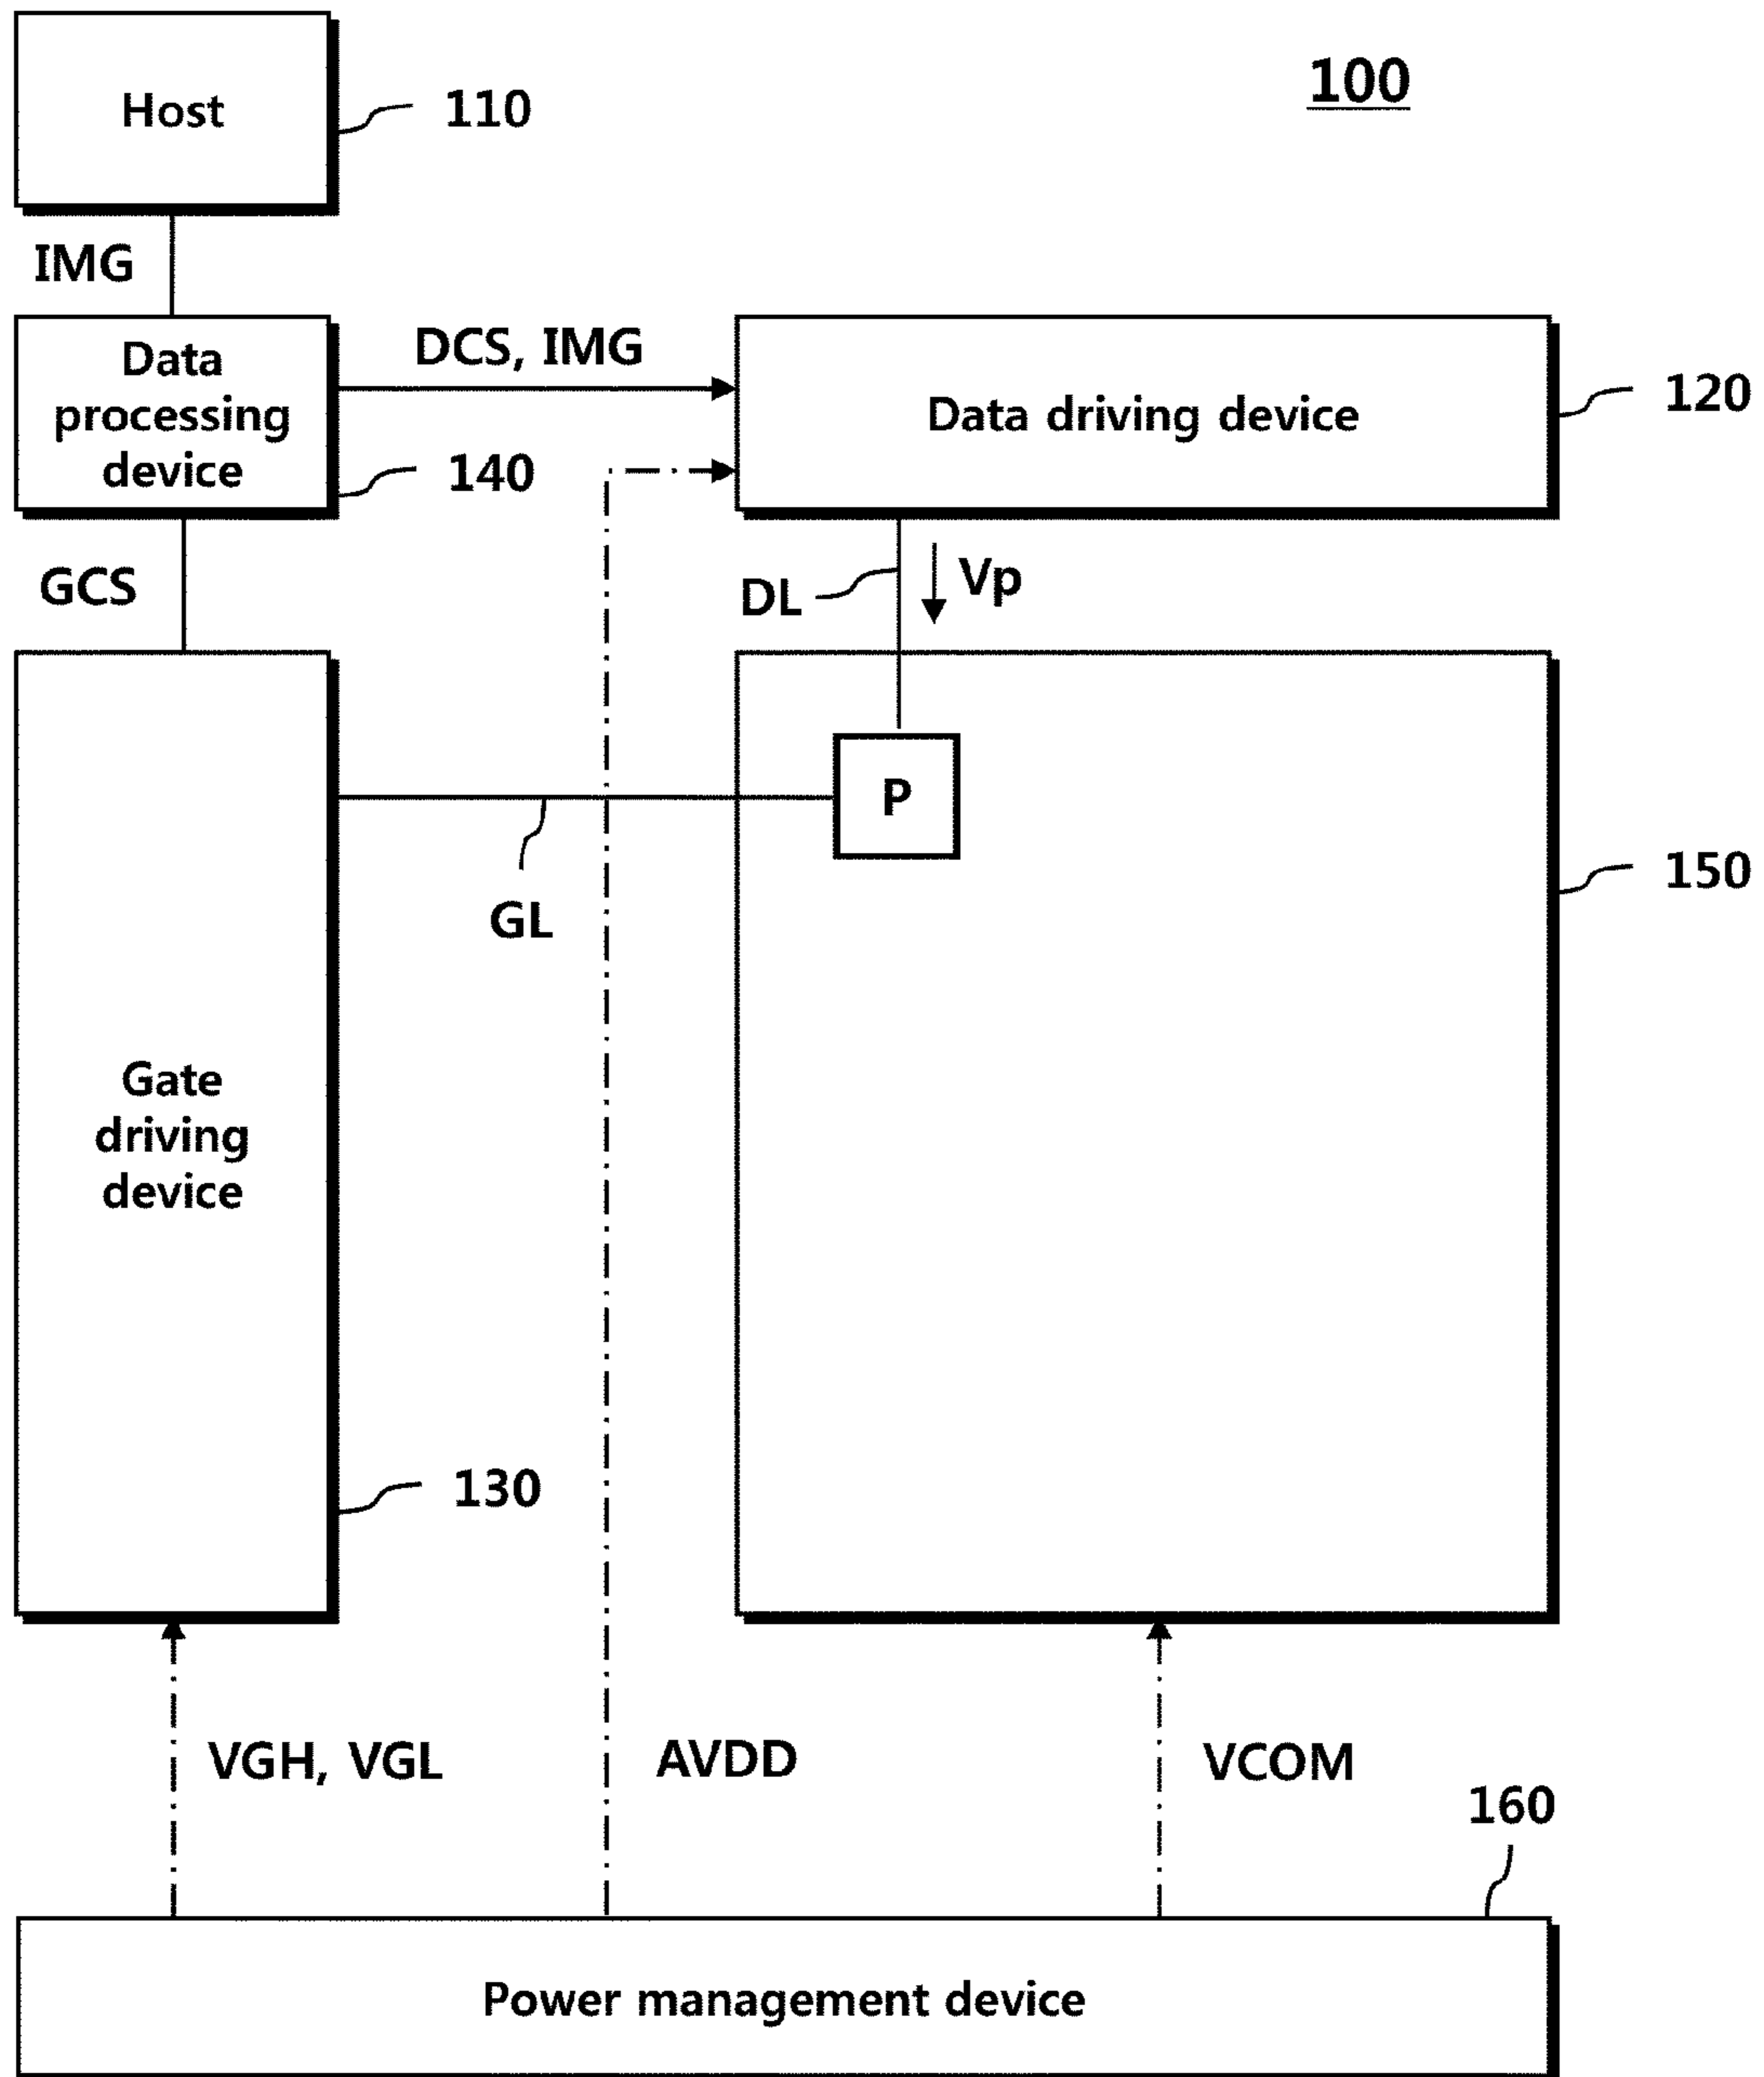 100
Host
110
IMG
Data
processing
device
140
DCS, IMG
Data driving device
120
GCS
DL
Vp
P
GL
150
Gate
driving
device
130
VGH, VGL
AVDD
VCOM
160
Power management device